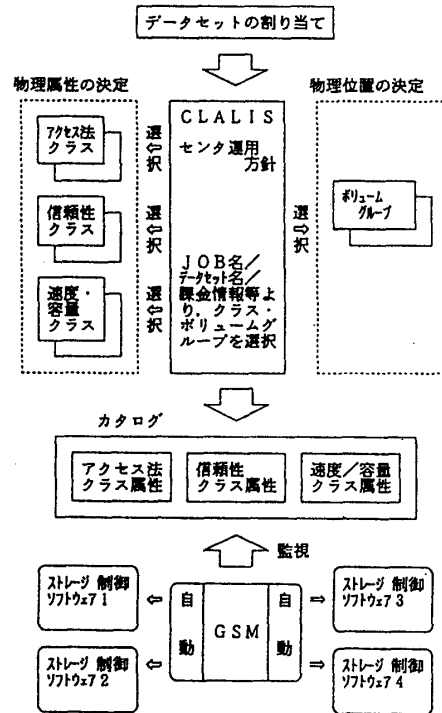 データセットの割り当て
物理属性の決定
物理位置の決定
アクセス法
クラス
選
択
信頼性
クラス
選
択
速度・
容量
クラス
選
択
CLALIS
センタ運用
方針
JOB名/
データセット名/
課金情報等よ
り,クラス・
ボリュームグ
ループを選択
選
択
ボリューム
グループ
カタログ
アクセス法
クラス属性
信頼性
クラス属性
速度/容量
クラス属性
監視
ストレージ 制御
ソフトウェア1
ストレージ 制御
ソフトウェア2
自
動
GSM
自
動
ストレージ 制御
ソフトウェア3
ストレージ 制御
ソフトウェア4